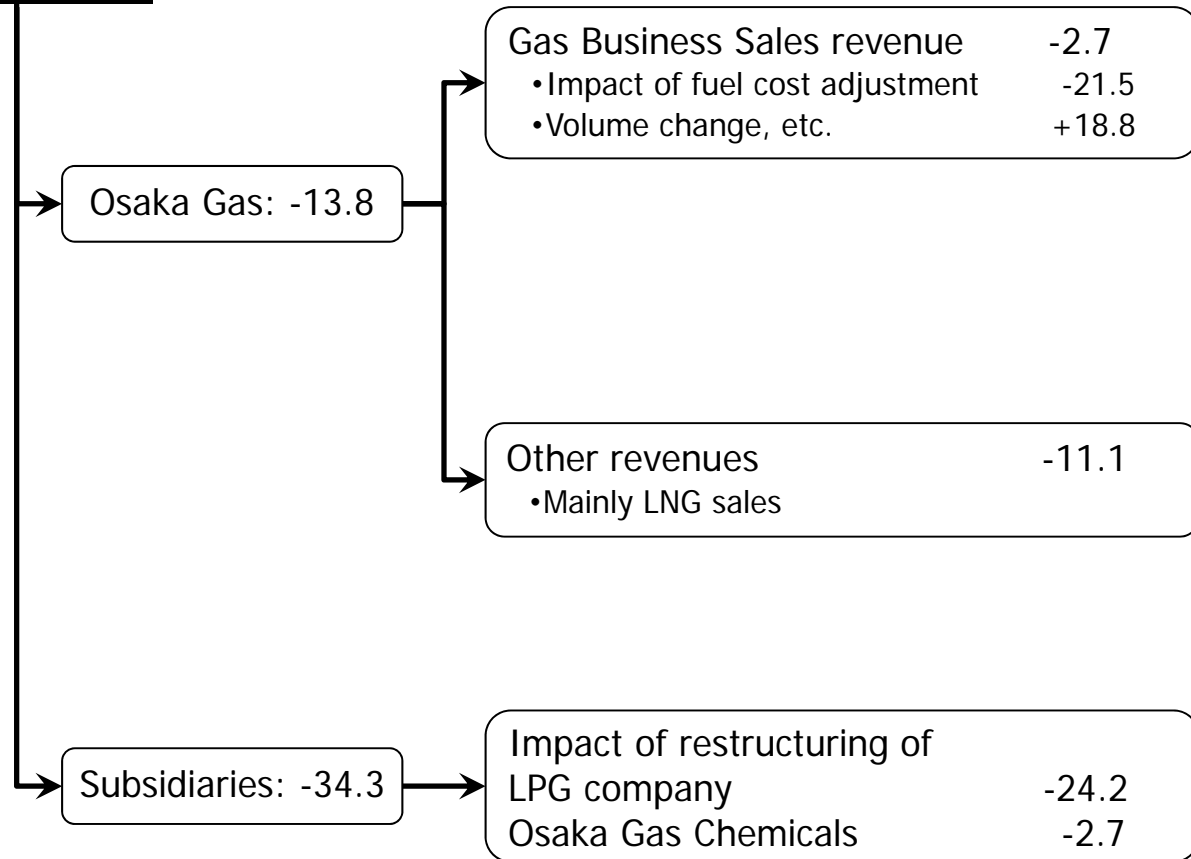 Gas Business Sales revenue -2.7
•Impact of fuel cost adjustment -21.5
•Volume change, etc. +18.8
Osaka Gas: -13.8
Other revenues -11.1
•Mainly LNG sales
Impact of restructuring of
Subsidiaries: -34.3
LPG company -24.2
Osaka Gas Chemicals -2.7